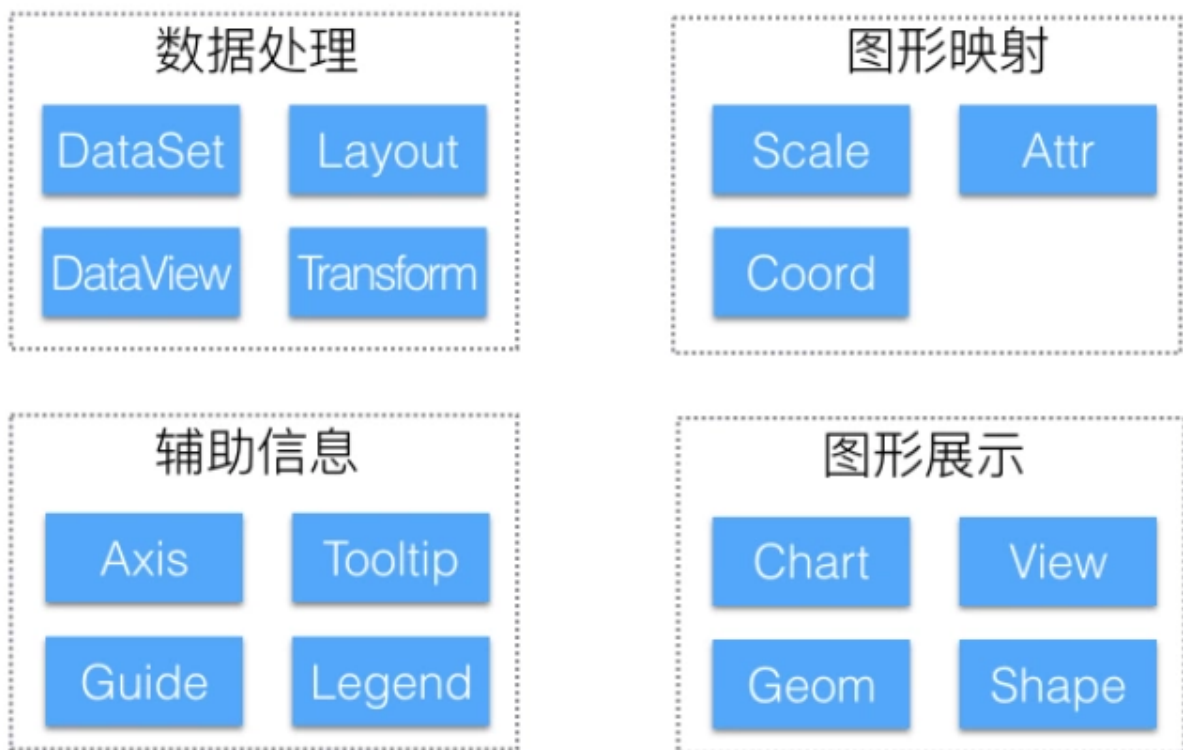 数据处理
DataSet Layout
DataView Transform
图形映射
Scale Attr
Coord
辅助信息
Axis Tooltip
Guide Legend
图形展示
Chart View
Geom Shape